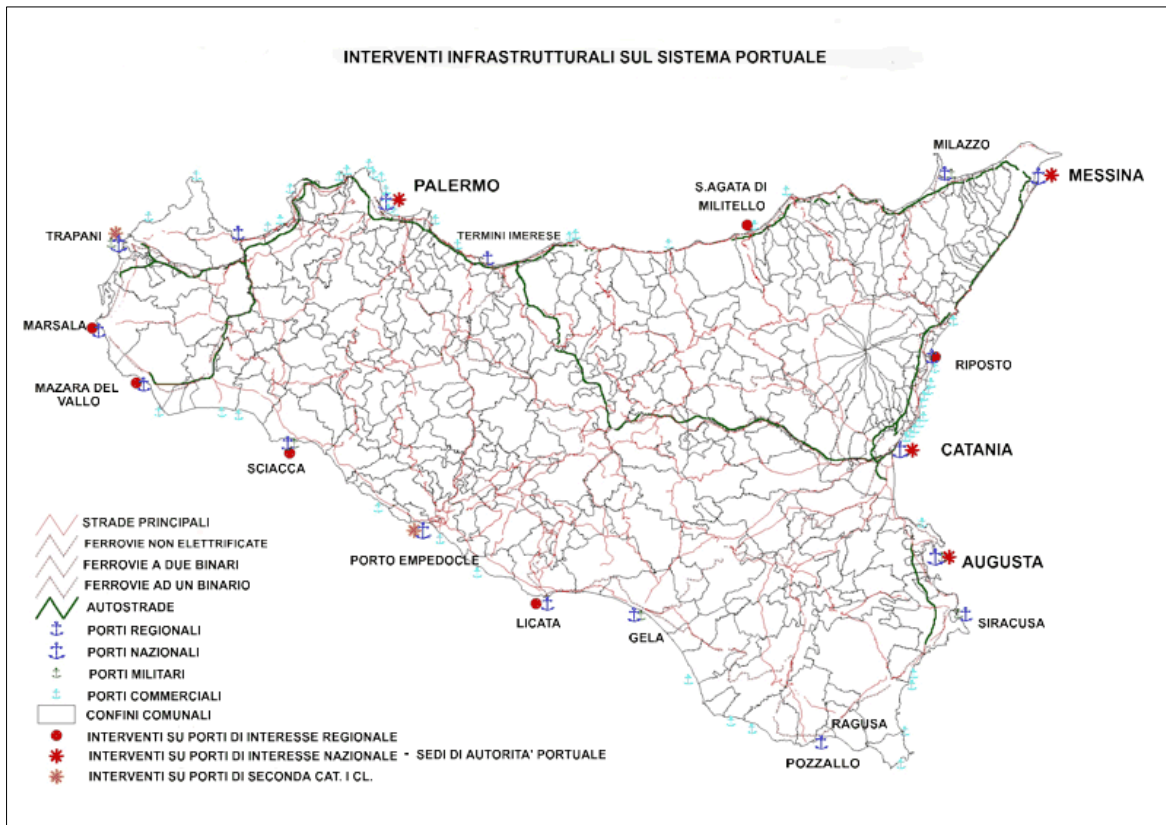 INTERVENTI INFRASTRUTTURALI SUL SISTEMA PORTUALE
MILAZZO
MESSINA
PALERMO
S.AGATA DI
MILITELLO
TRAPANI
TERMINI IMERESE
MARSALA
RIPOSTO
MAZARA DEL
VALLO
CATANIA
SCIACCA
PORTO EMPEDOCLE
AUGUSTA
LICATA
GELA
SIRACUSA
RAGUSA
POZZALLO
STRADE PRINCIPALI
FERROVIE NON ELETTRIFICATE
FERROVIE A DUE BINARI
FERROVIE AD UN BINARIO
AUTOSTRADE
PORTI REGIONALI
PORTI NAZIONALI
PORTI MILITARI
PORTI COMMERCIALI
CONFINI COMUNALI
INTERVENTI SU PORTI DI INTERESSE REGIONALE
INTERVENTI SU PORTI DI INTERESSE NAZIONALE - SEDI DI AUTORITA' PORTUALE
INTERVENTI SU PORTI DI SECONDA CAT. I CL.